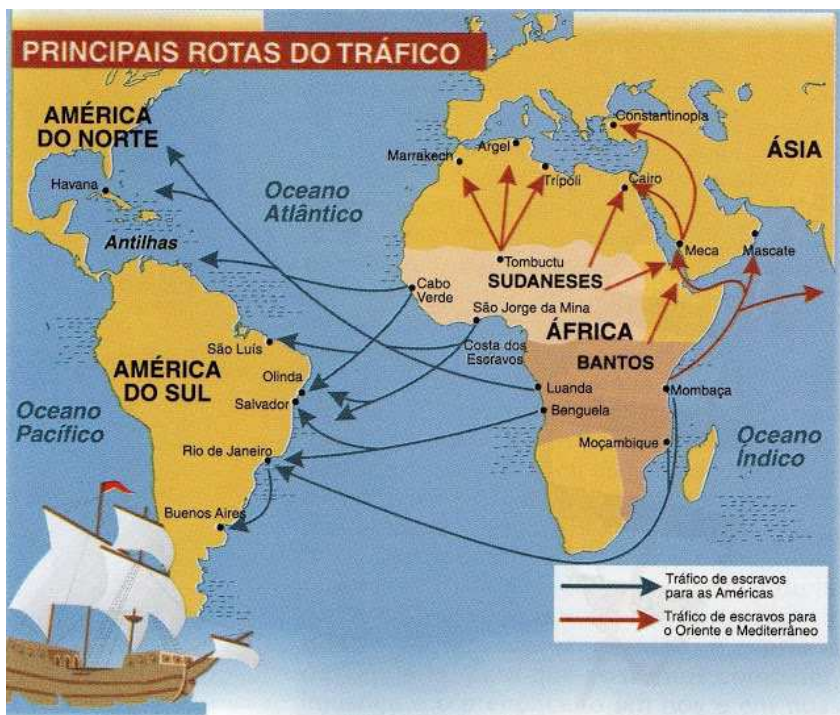 PRINCIPAIS ROTAS DO TRÁFICO
AMÉRICA
DO NORTE
Havana
Antilhas
Oceano
Atlântico
Constantinopla
ÁSIA
Argel
Marrakech
Trípoli
Cairo
Meca
Mascate
Tombuctu
SUDANESES
Cabo
Verde
São Jorge da Mina
Costa dos
Escravos
ÁFRICA
BANTOS
São Luís
AMÉRICA
DO SUL
Olinda
Salvador
Luanda
Benguela
Mombaça
Moçambique
Oceano
Pacífico
Oceano
Índico
Rio de Janeiro
Buenos Aires
Tráfico de escravos
para as Américas
Tráfico de escravos para
o Oriente e Mediterrâneo